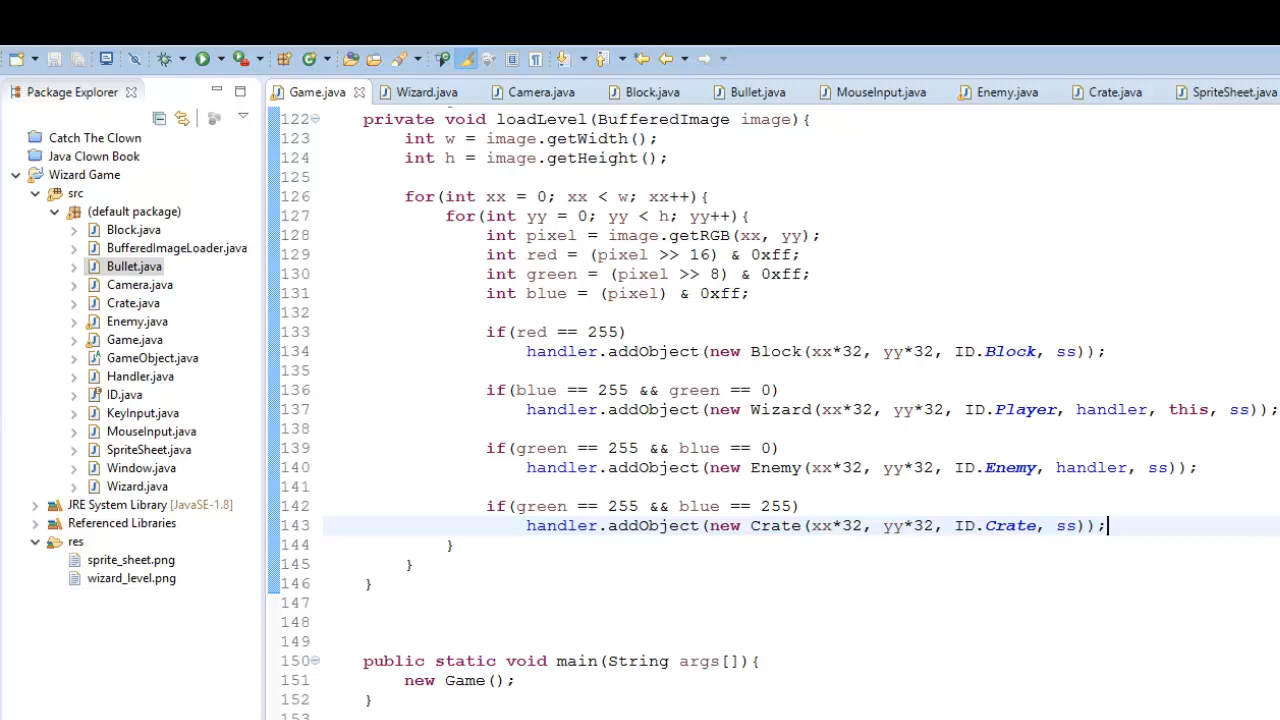 Package Explorer
Catch The Clown
Java Clown Book
Wizard Game
src
(default package)
Block.java
BufferedImageLoader.java
Bullet.java
Camera.java
Crate.java
Enemy.java
Game.java
GameObject.java
Handler.java
ID.java
KeyInput.java
MouseInput.java
SpriteSheet.java
Window.java
Wizard.java
JRE System Library [JavaSE-1.8]
Referenced Libraries
res
sprite_sheet.png
wizard_level.png
Game.java Wizard.java Camera.java Block.java Bullet.java MouseInput.java Enemy.java Crate.java SpriteSheet.java
122 private void loadLevel(BufferedImage image){
123 int w = image.getWidth();
124 int h = image.getHeight();
125
126 for(int xx = 0; xx < w; xx++){
127 for(int yy = 0; yy < h; yy++){
128 int pixel = image.getRGB(xx, yy);
129 int red = (pixel >> 16) & 0xff;
130 int green = (pixel >> 8) & 0xff;
131 int blue = (pixel) & 0xff;
132
133 if(red == 255)
134 handler.addObject(new Block(xx*32, yy*32, ID.Block, ss));
135
136 if(blue == 255 && green == 0)
137 handler.addObject(new Wizard(xx*32, yy*32, ID.Player, handler, this, ss));
138
139 if(green == 255 && blue == 0)
140 handler.addObject(new Enemy(xx*32, yy*32, ID.Enemy, handler, ss));
141
142 if(green == 255 && blue == 255)
143 handler.addObject(new Crate(xx*32, yy*32, ID.Crate, ss));
144 }
145 }
146 }
147
148
149
150 public static void main(String args[]){
151 new Game();
152 }
153